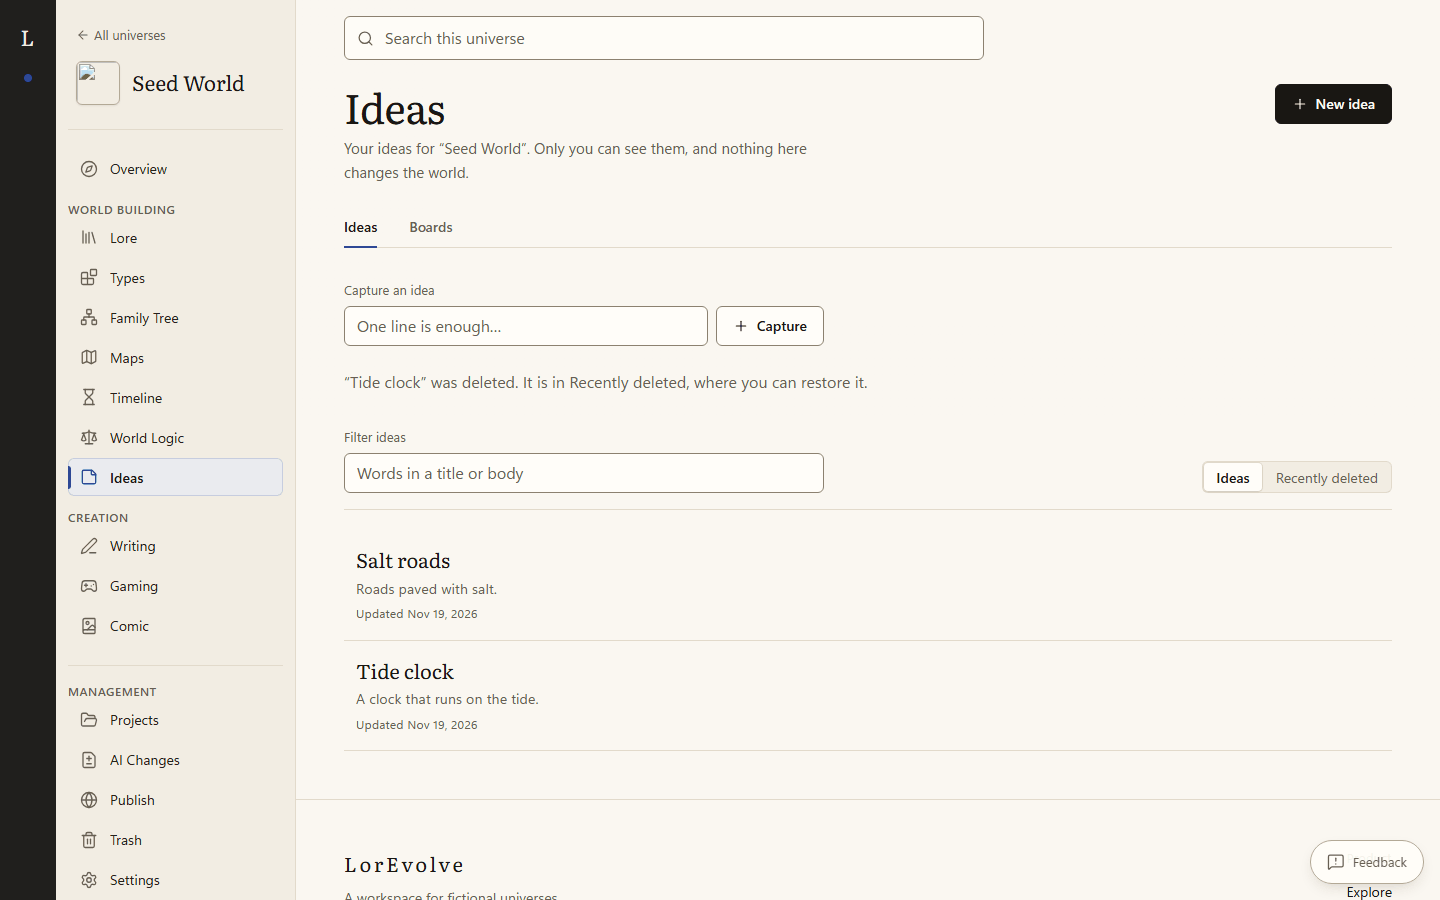 L
All universes
Seed World
Overview
WORLD BUILDING
Lore
Types
Family Tree
Maps
Timeline
World Logic
Ideas
CREATION
Writing
Gaming
Comic
MANAGEMENT
Projects
AI Changes
Publish
Trash
Settings
Search this universe
Ideas
New idea
Your ideas for “Seed World”. Only you can see them, and nothing here
changes the world.
Ideas
Boards
Capture an idea
One line is enough...
Capture
“Tide clock” was deleted. It is in Recently deleted, where you can restore it.
Filter ideas
Words in a title or body
Ideas
Recently deleted
Salt roads
Roads paved with salt.
Updated Nov 19, 2026
Tide clock
A clock that runs on the tide.
Updated Nov 19, 2026
LorEvolve
A workspace for fictional universes
Feedback
Explore